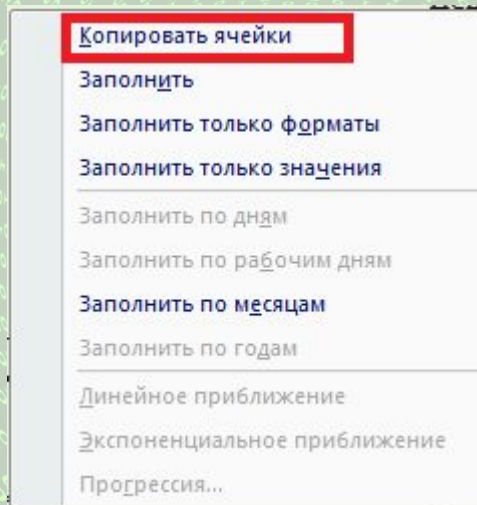 Копировать ячейки
Заполнить
Заполнить только форматы
Заполнить только значения
Заполнить по дням
Заполнить по рабочим дням
Заполнить по месяцам
Заполнить по годам
Линейное приближение
Экспоненциальное приближение
Прогрессия...